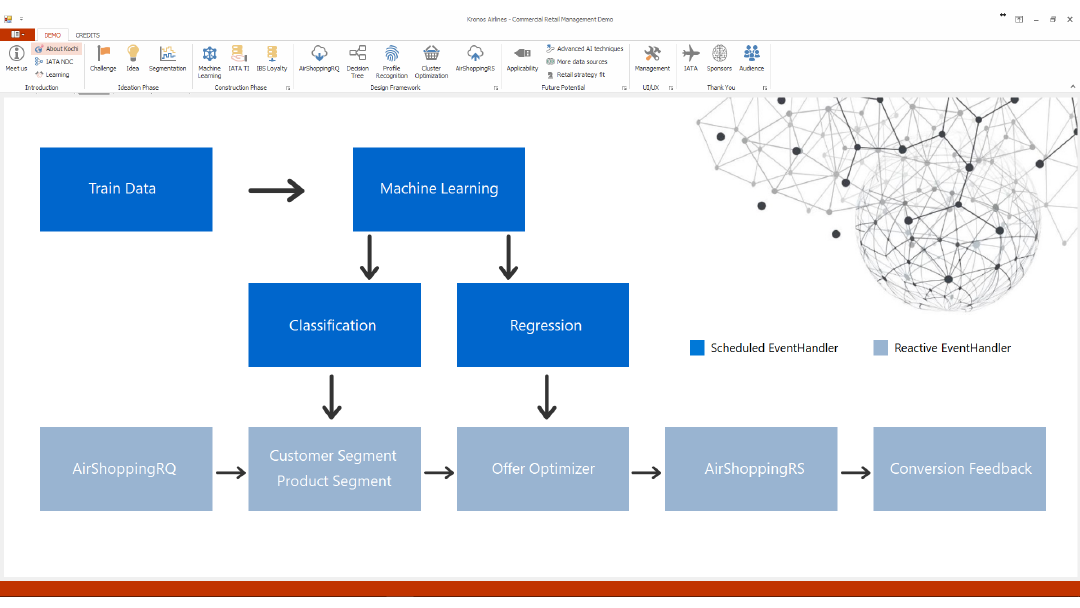 Kronos Airlines - Commercial Retail Management Demo
DEMO CREDITS
Meet us
About Kochi
IATA NDC
Learning
Introduction
Challenge Idea Segmentation
Ideation Phase
Machine Learning
IATA TI
IBS Loyalty
Construction Phase
AirShoppingRQ
Decision Tree
Profile Recognition
Cluster Optimization
AirShoppingRS
Design Framework
Applicability
Advanced AI techniques
More data sources
Retail strategy fit
Future Potential
Management
UI/UX
IATA Sponsors Audience
Thank You
Train Data
Machine Learning
Classification
Regression
Scheduled EventHandler
Reactive EventHandler
AirShoppingRQ
Customer Segment
Product Segment
Offer Optimizer
AirShoppingRS
Conversion Feedback